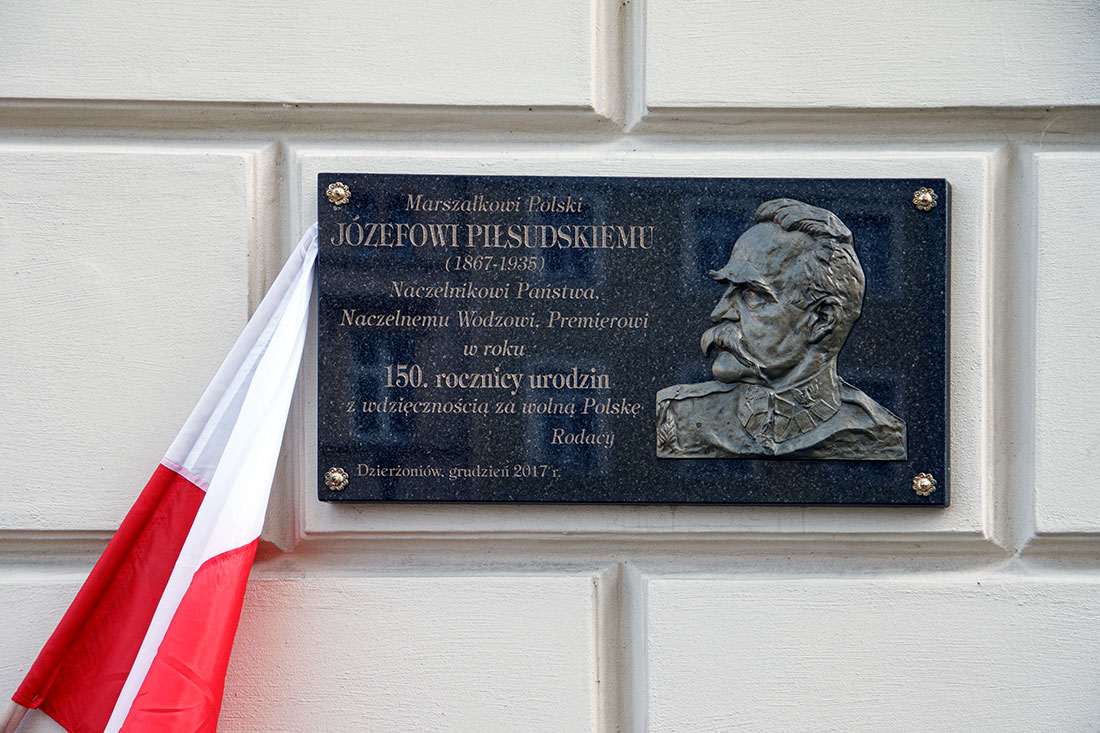 Marszałkowi Polski
JÓZEFOWI PIŁSUDSKIEMU
(1867-1935)
Naczelnikowi Państwa,
Naczelnemu Wodzowi, Premierowi
w roku
150. rocznicy urodzin
z wdzięcznością za wolną Polskę
Rodacy
Dzierżoniów, grudzień 2017 r.